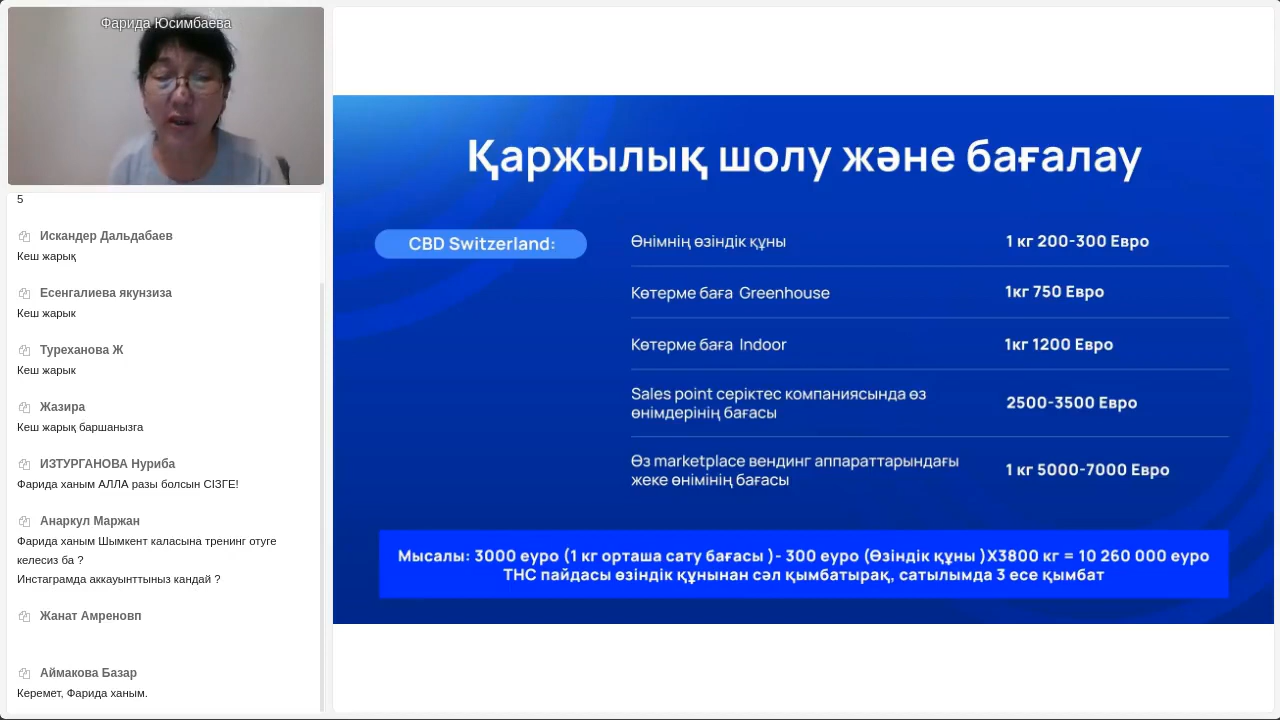 Фарида Юсимбаева
5
Искандер Дальдабаев
Кеш жарық
Есенгалиева якунзиза
Кеш жарык
Туреханова Ж
Кеш жарык
Жазира
Кеш жарық баршанызга
ИЗТУРГАНОВА Нуриба
Фарида ханым АЛЛА разы болсын СІЗГЕ!
Анаркул Маржан
Фарида ханым Шымкент каласына тренинг отуге
келесиз ба ?
Инстаграмда аккауынттыныз кандай ?
Жанат Амреновп
Аймакова Базар
Керемет, Фарида ханым.
Қаржылық шолу және бағалау
CBD Switzerland:
Өнімнің өзіндік құны 1 кг 200-300 Евро
Көтерме баға Greenhouse 1кг 750 Евро
Көтерме баға Indoor 1кг 1200 Евро
Sales point серіктес компаниясында өз
өнімдерінің бағасы 2500-3500 Евро
Өз marketplace вендинг аппараттарындағы
жеке өнімінің бағасы 1 кг 5000-7000 Евро
Мысалы: 3000 еуро (1 кг орташа сату бағасы )- 300 еуро (Өзіндік құны )X3800 кг = 10 260 000 еуро
THC пайдасы өзіндік құнынан сәл қымбатырақ, сатылымда 3 есе қымбат